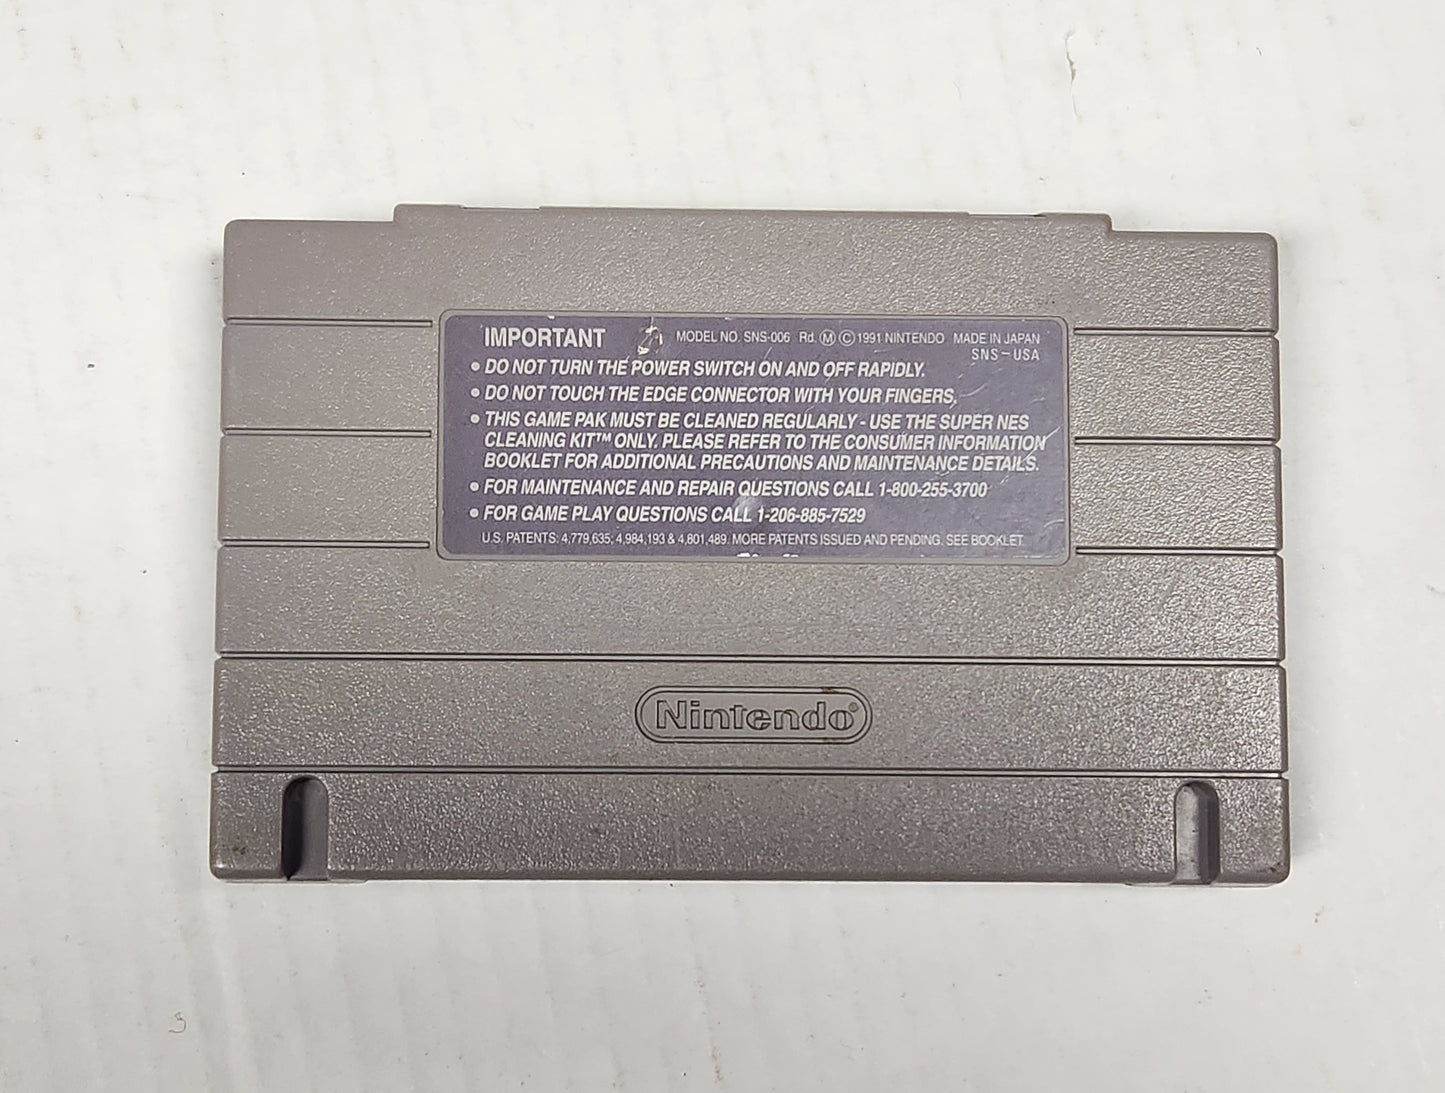 IMPORTANT MODEL NO. SNS-006 Rd. Ⓜ © 1991 NINTENDO MADE IN JAPAN
SNS-USA
• DO NOT TURN THE POWER SWITCH ON AND OFF RAPIDLY.
• DO NOT TOUCH THE EDGE CONNECTOR WITH YOUR FINGERS.
• THIS GAME PAK MUST BE CLEANED REGULARLY - USE THE SUPER NES
CLEANING KIT™ ONLY. PLEASE REFER TO THE CONSUMER INFORMATION
BOOKLET FOR ADDITIONAL PRECAUTIONS AND MAINTENANCE DETAILS.
• FOR MAINTENANCE AND REPAIR QUESTIONS CALL 1-800-255-3700
• FOR GAME PLAY QUESTIONS CALL 1-206-885-7529
U.S. PATENTS: 4,779,635; 4,984,193 & 4,801,489. MORE PATENTS ISSUED AND PENDING. SEE BOOKLET
Nintendo®